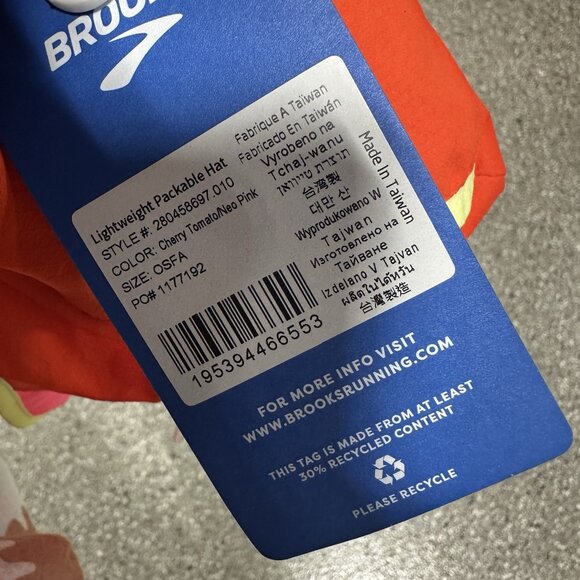 BROOKS
Lightweight Packable Hat
STYLE #: 280458697.010
COLOR: Cherry Tomato/Neo Pink
SIZE: OSFA
PO# 1177192
195394466553
Fabrique A Taïwan
Fabricado En Taiwán
Vyrobeno na
Tchaj-wanu
תוצרת טייוואן
台灣製
대만 산
Wyprodukowano W
Tajwan
Изготовлено на
Тайване
Izdelano V Tajvan
ผลิตในไต้หวัน
台灣製造
Made In Taiwan
FOR MORE INFO VISIT
WWW.BROOKSRUNNING.COM
THIS TAG IS MADE FROM AT LEAST
30% RECYCLED CONTENT
PLEASE RECYCLE